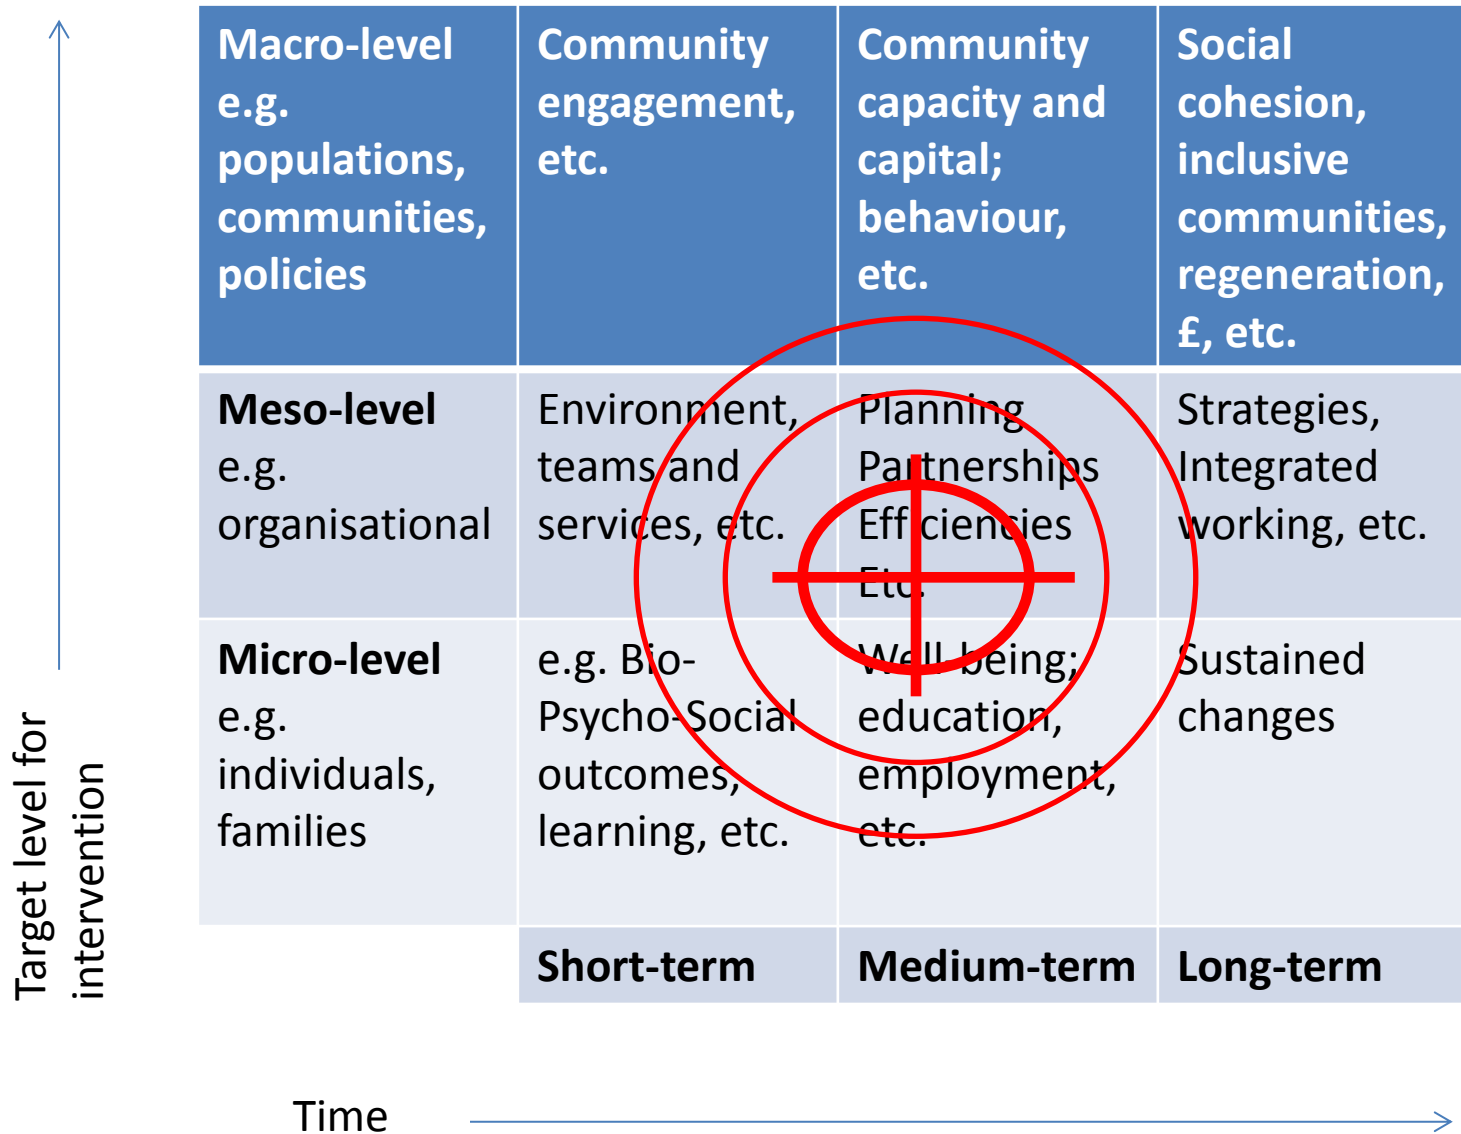 Macro-level
e.g.
populations,
communities,
policies
Community
engagement,
etc.
Community
capacity and
capital;
behaviour,
etc.
Social
cohesion,
inclusive
communities,
regeneration,
£, etc.
Meso-level
e.g.
organisational
Environment,
teams and
services, etc.
Planning
Partnerships
Efficiencies
Etc.
Strategies,
Integrated
working, etc.
Micro-level
e.g.
individuals,
families
e.g. Bio-
Psycho-Social
outcomes,
learning, etc.
Well-being;
education,
employment,
etc.
Sustained
changes
Short-term
Medium-term
Long-term
Target level for
intervention
Time